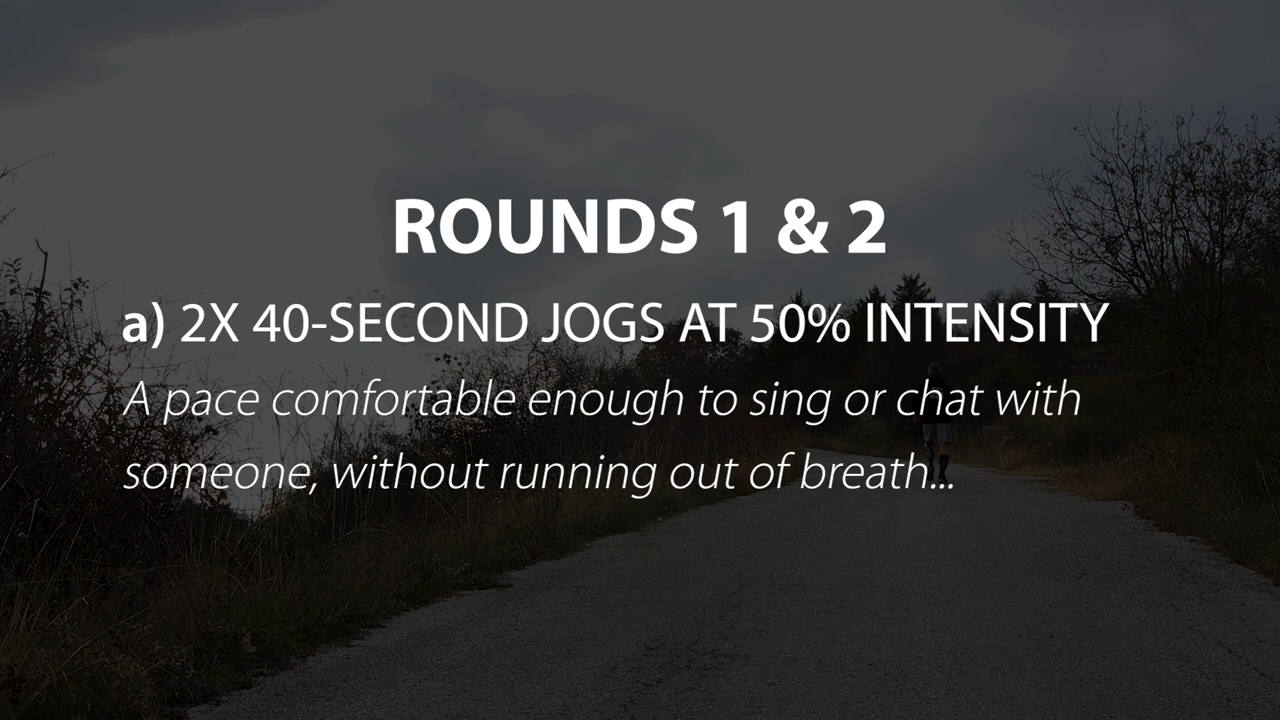 ROUNDS 1 & 2
a) 2X 40-SECOND JOGS AT 50% INTENSITY
A pace comfortable enough to sing or chat with
someone, without running out of breath...